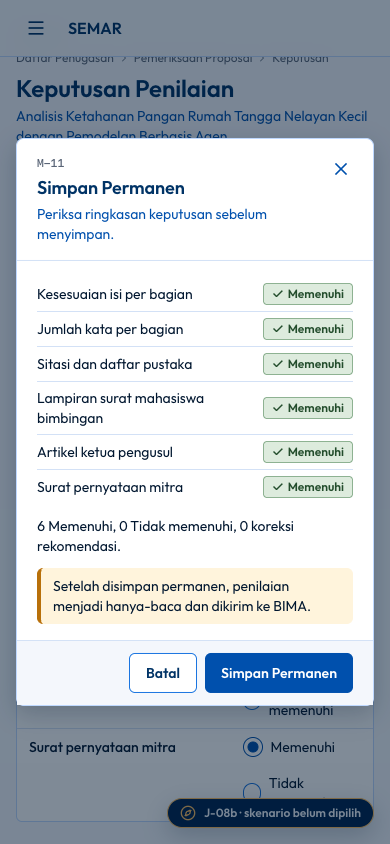 SEMAR
Daftar Penugasan > Pemeriksaan Proposal > Keputusan
Keputusan Penilaian
Analisis Ketahanan Pangan Rumah Tangga Nelayan Kecil
dengan Pemodelan Berbasis Agen
M–11
Simpan Permanen
Periksa ringkasan keputusan sebelum
menyimpan.
Kesesuaian isi per bagian
Memenuhi
Jumlah kata per bagian
Memenuhi
Sitasi dan daftar pustaka
Memenuhi
Lampiran surat mahasiswa
bimbingan
Memenuhi
Artikel ketua pengusul
Memenuhi
Surat pernyataan mitra
Memenuhi
6 Memenuhi, 0 Tidak memenuhi, 0 koreksi
rekomendasi.
Setelah disimpan permanen, penilaian
menjadi hanya-baca dan dikirim ke BIMA.
Batal
Simpan Permanen
memenuhi
Surat pernyataan mitra
Memenuhi
Tidak
J-08b · skenario belum dipilih